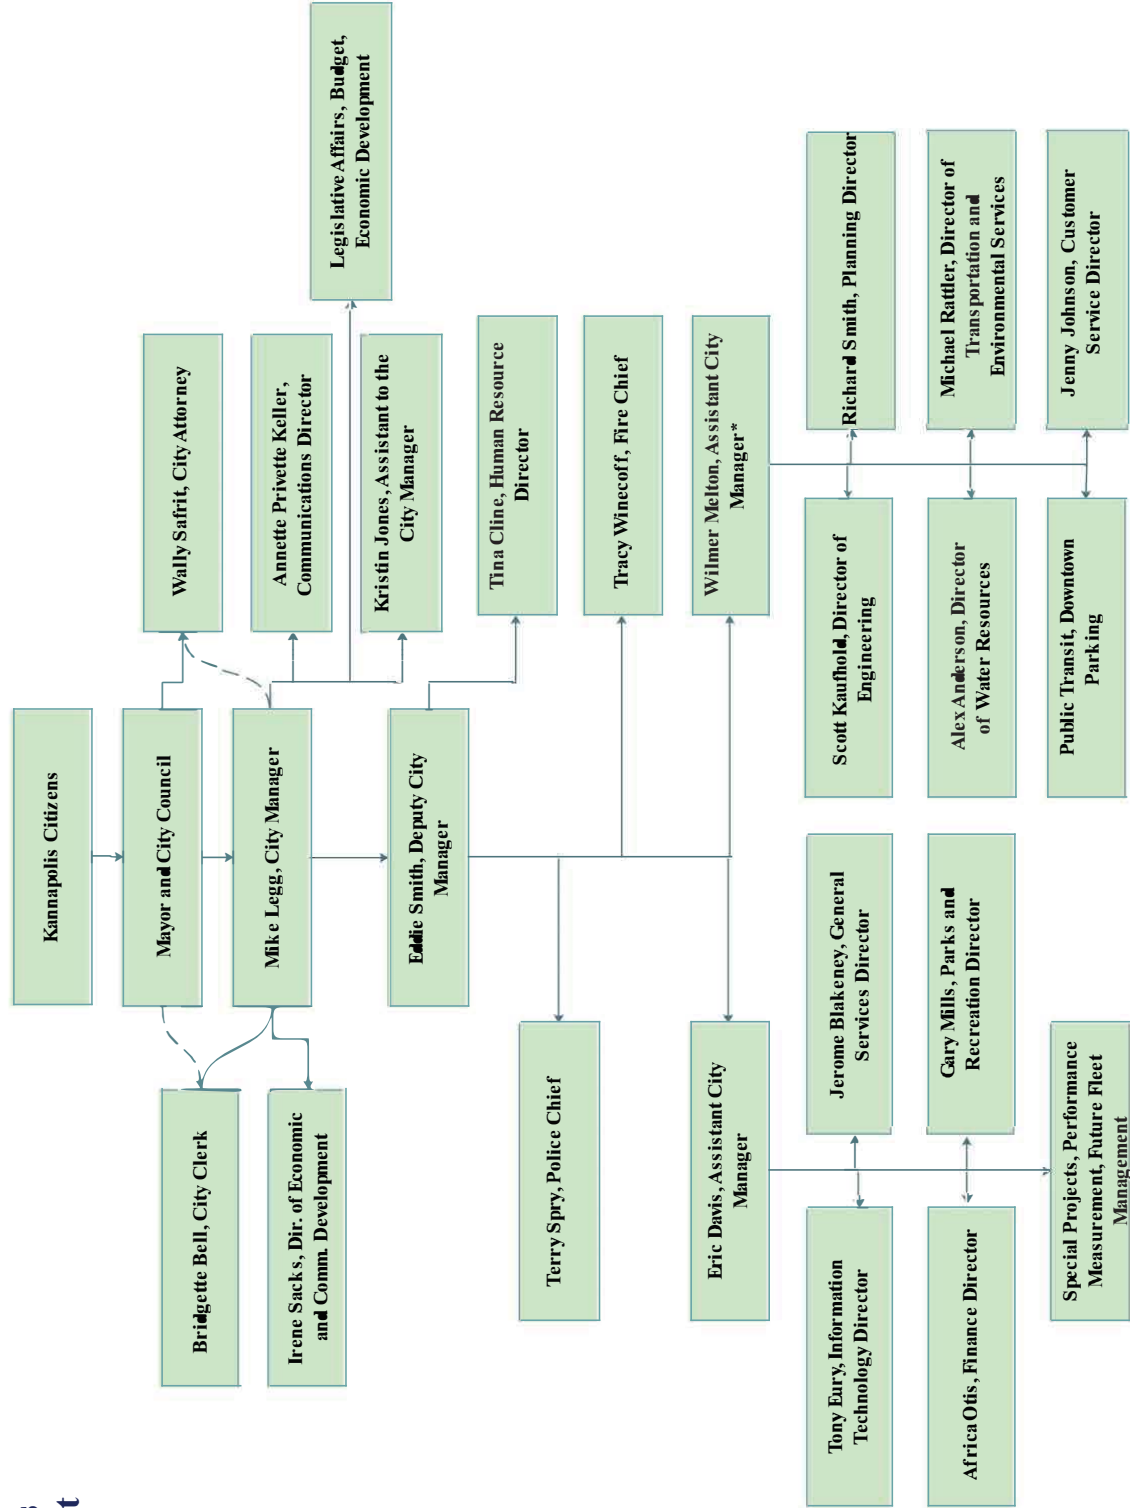 Kannapolis Citizens
Mayor and City Council
Wally Safrit, City Attorney
Bridgette Bell, City Clerk
Mike Legg, City Manager
Annette Privette Keller,
Communications Director
Irene Sacks, Dir. of Economic
and Comm. Development
Kristin Jones, Assistant to the
City Manager
Legislative Affairs, Budget,
Economic Development
Eddie Smith, Deputy City
Manager
Tina Cline, Human Resource
Director
Terry Spry, Police Chief
Tracy Winecoff, Fire Chief
Eric Davis, Assistant City
Manager
Wilmer Melton, Assistant City
Manager*
Tony Eury, Information
Technology Director
Jerome Blakeney, General
Services Director
Scott Kaufhold, Director of
Engineering
Richard Smith, Planning Director
Africa Otis, Finance Director
Gary Mills, Parks and
Recreation Director
Alex Anderson, Director
of Water Resources
Michael Rattler, Director of
Transportation and
Environmental Services
Special Projects, Performance
Measurement, Future Fleet
Management
Public Transit, Downtown
Parking
Jenny Johnson, Customer
Service Director